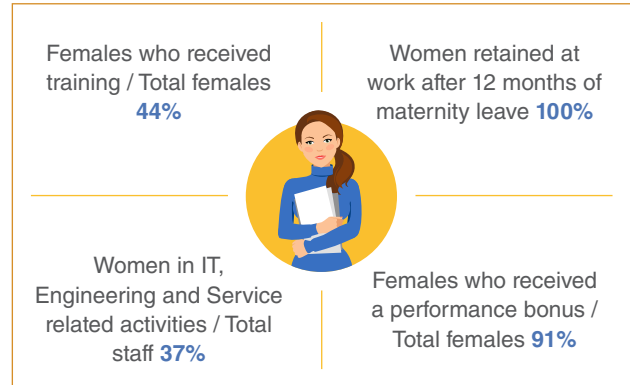 Females who received
training / Total females
44%
Women retained at
work after 12 months of
maternity leave 100%
Women in IT,
Engineering and Service
related activities / Total
staff 37%
Females who received
a performance bonus /
Total females 91%